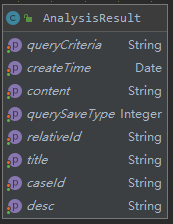 AnalysisResult
queryCriteria String
createTime Date
content String
querySaveType Integer
relativeId String
title String
caseId String
desc String